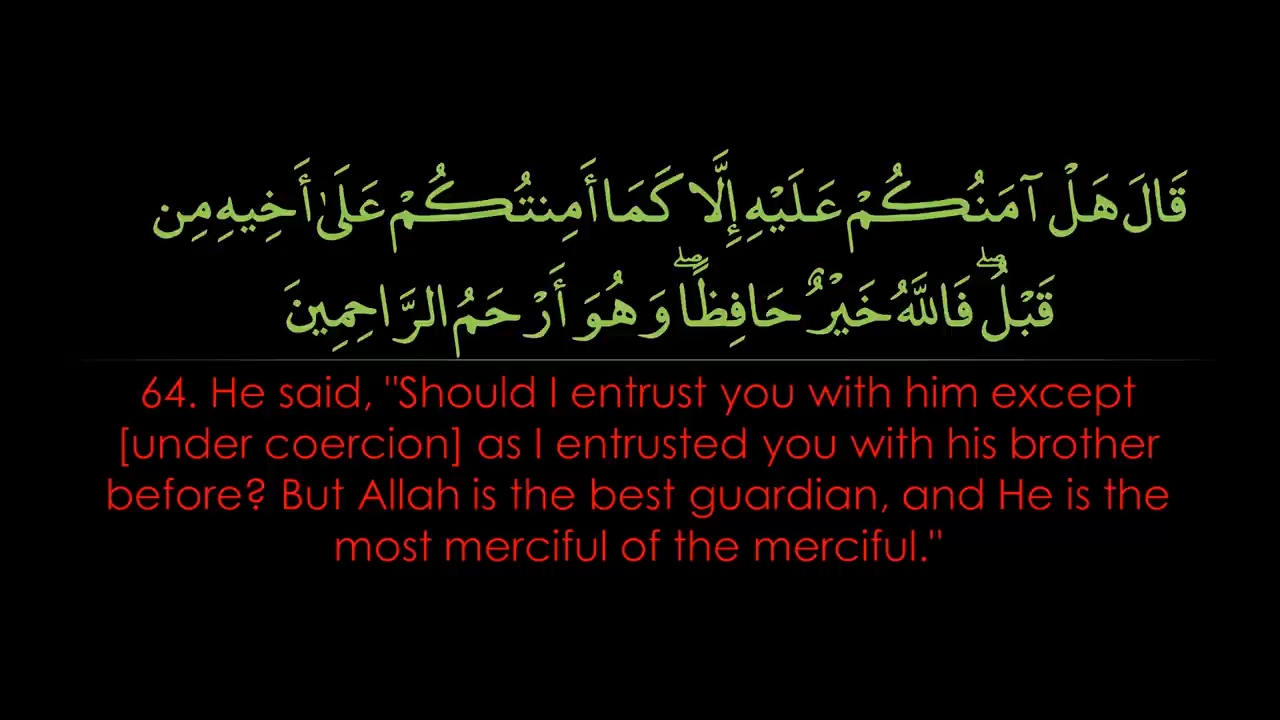 قَالَ هَلْ آمَنُكُمْ عَلَيْهِ إِلَّا كَمَا أَمِنتُكُمْ عَلَىٰ أَخِيهِ مِن
قَبْلُ ۖ فَاللَّهُ خَيْرٌ حَافِظًا ۖ وَهُوَ أَرْحَمُ الرَّاحِمِينَ
64. He said, "Should I entrust you with him except
[under coercion] as I entrusted you with his brother
before? But Allah is the best guardian, and He is the
most merciful of the merciful."